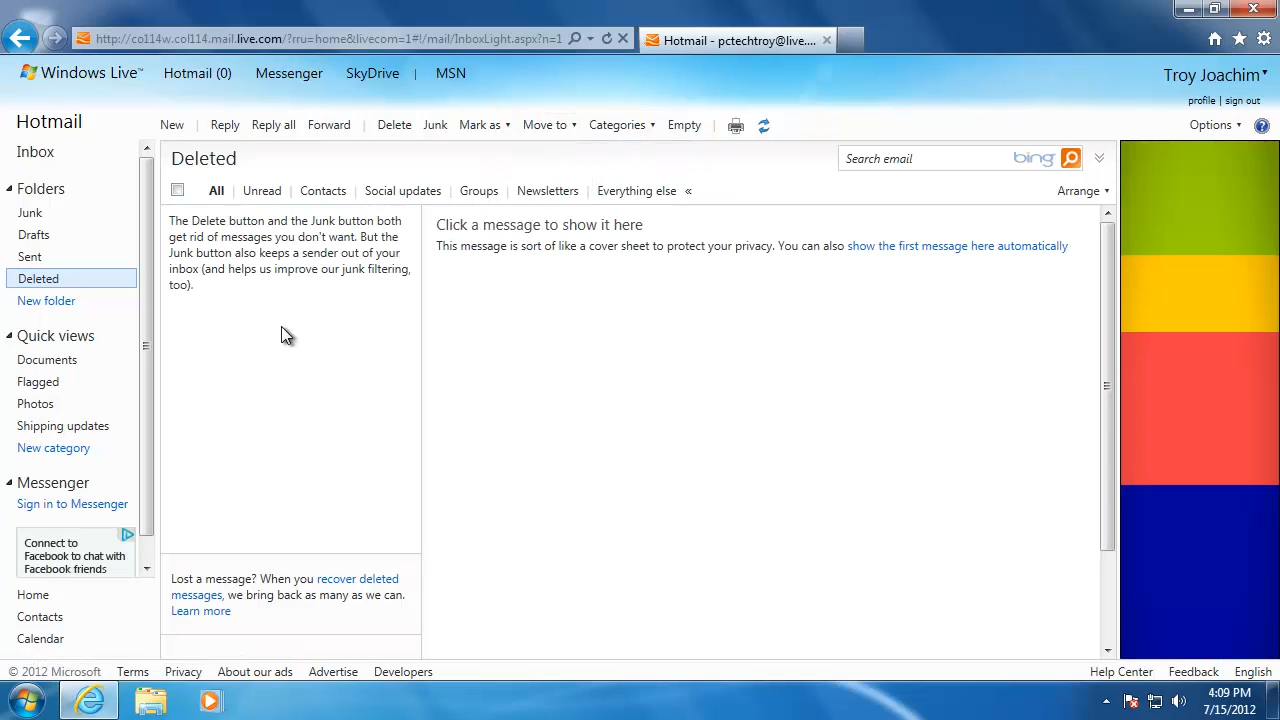 http://co114w.col114.mail.live.com/?rru=home&livecom=1#!/mail/InboxLight.aspx?n=1
Hotmail - pctechtroy@live....
Windows Live™
Hotmail (0)
Messenger
SkyDrive
MSN
Troy Joachim
profile | sign out
Hotmail
New
Reply
Reply all
Forward
Delete
Junk
Mark as
Move to
Categories
Empty
Options
Inbox
Folders
Junk
Drafts
Sent
Deleted
New folder
Quick views
Documents
Flagged
Photos
Shipping updates
New category
Messenger
Sign in to Messenger
Connect to
Facebook to chat with
Facebook friends
Home
Contacts
Calendar
Deleted
Search email
bing
All
Unread
Contacts
Social updates
Groups
Newsletters
Everything else «
Arrange
The Delete button and the Junk button both
get rid of messages you don't want. But the
Junk button also keeps a sender out of your
inbox (and helps us improve our junk filtering,
too).
Lost a message? When you recover deleted
messages, we bring back as many as we can.
Learn more
Click a message to show it here
This message is sort of like a cover sheet to protect your privacy. You can also show the first message here automatically
© 2012 Microsoft
Terms
Privacy
About our ads
Advertise
Developers
Help Center
Feedback
English
4:09 PM
7/15/2012